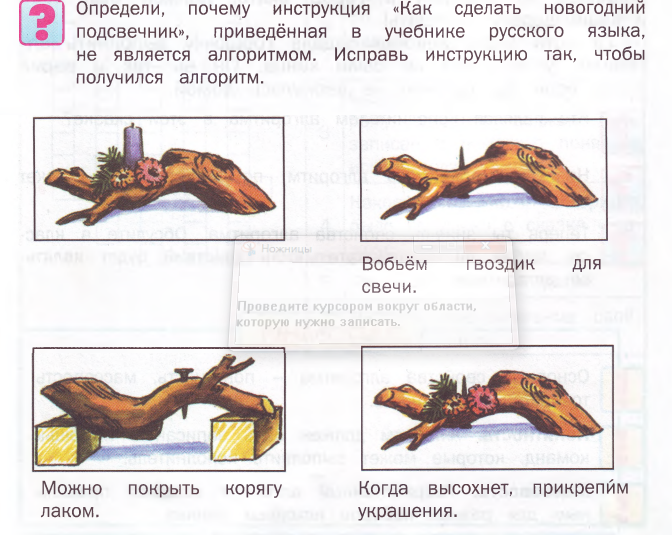 ?
Определи, почему инструкция «Как сделать новогодний
подсвечник», приведённая в учебнике русского языка,
не является алгоритмом. Исправь инструкцию так, чтобы
получился алгоритм.
Ножницы
Вобьём гвоздик для
свечи.
Проведите курсором вокруг области,
которую нужно записать.
Можно покрыть корягу
лаком.
Когда высохнет, прикрепи́м
украшения.